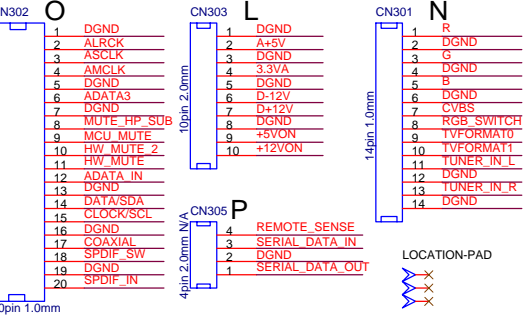 CN302 O
1 DGND
2 ALRCK
3 ASCLK
4 AMCLK
5 DGND
6 ADATA3
7 DGND
8 MUTE_HP_SUB
9 MCU_MUTE
10 HW_MUTE_2
11 HW_MUTE
12 ADATA_IN
13 DGND
14 DATA/SDA
15 CLOCK/SCL
16 DGND
17 COAXIAL
18 SPDIF_SW
19 DGND
20 SPDIF_IN
0pin 1.0mm
CN303 L
1 DGND
2 A+5V
3 DGND
4 3.3VA
5 DGND
6 D-12V
7 D+12V
8 DGND
9 +5VON
10 +12VON
10pin 2.0mm
CN305 P
4 REMOTE_SENSE
3 SERIAL_DATA_IN
2 DGND
1 SERIAL_DATA_OUT
4pin 2.0mm N/A
CN301 N
1 R
2 DGND
3 G
4 DGND
5 B
6 DGND
7 CVBS
8 RGB_SWITCH
9 TVFORMAT0
10 TVFORMAT1
11 TUNER_IN_L
12 DGND
13 TUNER_IN_R
14 DGND
14pin 1.0mm
LOCATION-PAD